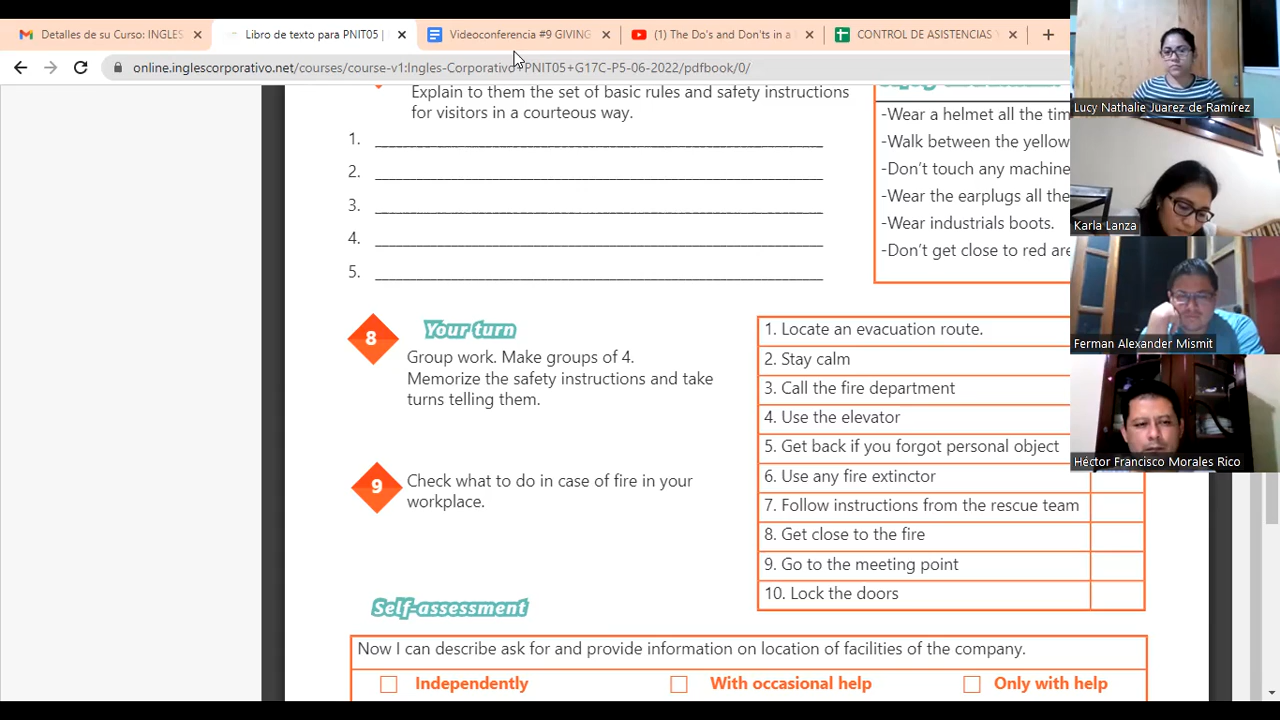 Detalles de su Curso: INGLES
Libro de texto para PNIT05 |
Videoconferencia #9 GIVING
(1) The Do's and Don'ts in a
CONTROL DE ASISTENCIAS
online.inglescorporativo.net/courses/course-v1:Ingles-Corporativo+PNIT05+G17C-P5-06-2022/pdfbook/0/
Explain to them the set of basic rules and safety instructions
for visitors in a courteous way.
1.
2.
3.
4.
5.
-Wear a helmet all the tim
-Walk between the yellow
-Don't touch any machine
-Wear the earplugs all the
-Wear industrials boots.
-Don't get close to red are
8
Your turn
Group work. Make groups of 4.
Memorize the safety instructions and take
turns telling them.
9
Check what to do in case of fire in your
workplace.
1. Locate an evacuation route.
2. Stay calm
3. Call the fire department
4. Use the elevator
5. Get back if you forgot personal object
6. Use any fire extinctor
7. Follow instructions from the rescue team
8. Get close to the fire
9. Go to the meeting point
10. Lock the doors
Self-assessment
Now I can describe ask for and provide information on location of facilities of the company.
Independently
With occasional help
Only with help
Lucy Nathalie Juarez de Ramírez
Karla Lanza
Ferman Alexander Mismit
Héctor Francisco Morales Rico